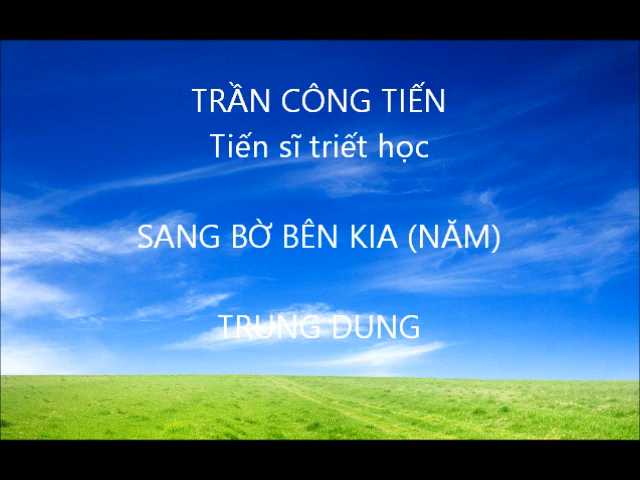 TRẦN CÔNG TIẾN
Tiến sĩ triết học
SANG BỜ BÊN KIA (NĂM)
TRUNG DUNG